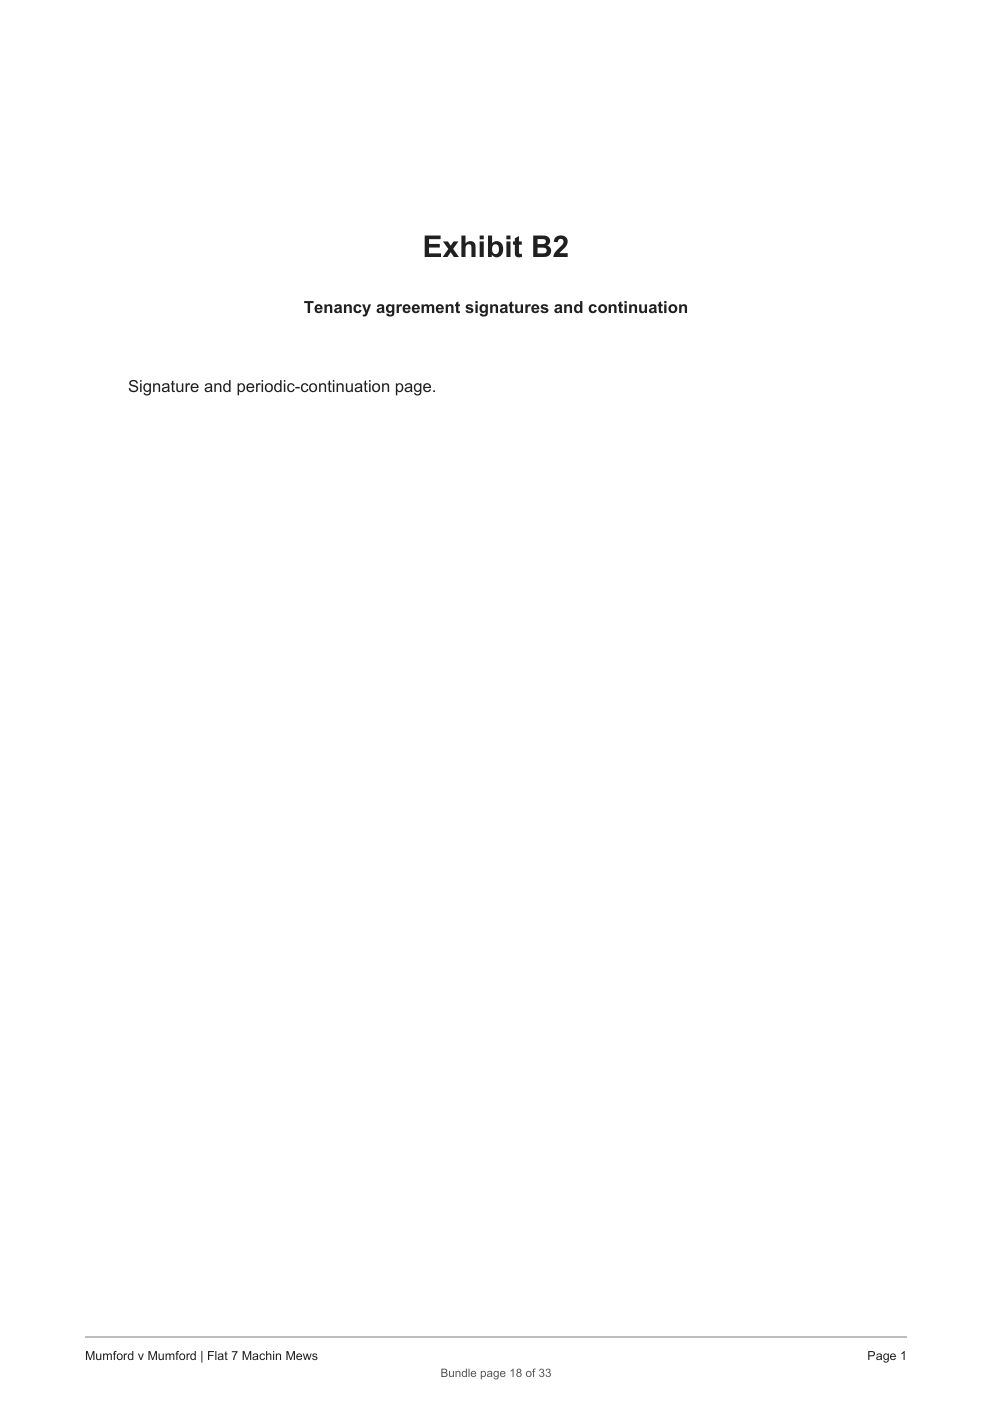 Exhibit B2
Tenancy agreement signatures and continuation
Signature and periodic-continuation page.
Mumford v Mumford | Flat 7 Machin Mews Page 1
Bundle page 18 of 33